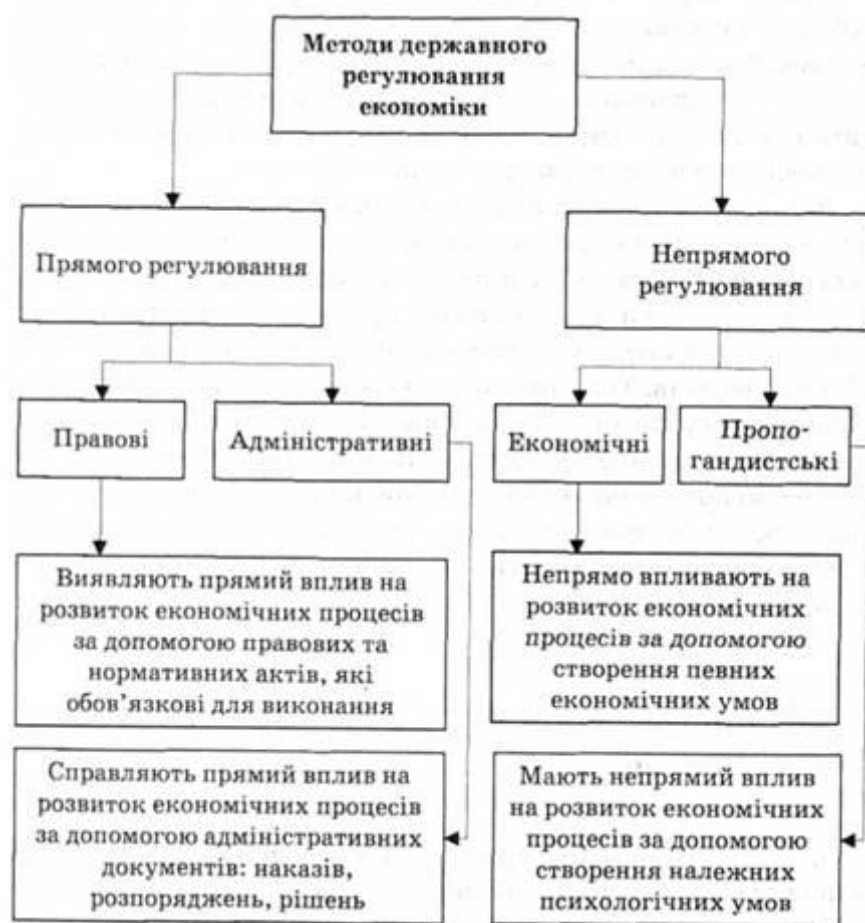 Методи державного
регулювання
економіки
Прямого регулювання
Непрямого
регулювання
Правові
Адміністративні
Економічні
Пропо-
гандистські
Виявляють прямий вплив на
розвиток економічних процесів
за допомогою правових та
нормативних актів, які
обов’язкові для виконання
Непрямо впливають на
розвиток економічних
процесів за допомогою
створення певних
економічних умов
Справляють прямий вплив на
розвиток економічних процесів
за допомогою адміністративних
документів: наказів,
розпоряджень, рішень
Мають непрямий вплив
на розвиток економічних
процесів за допомогою
створення належних
психологічних умов